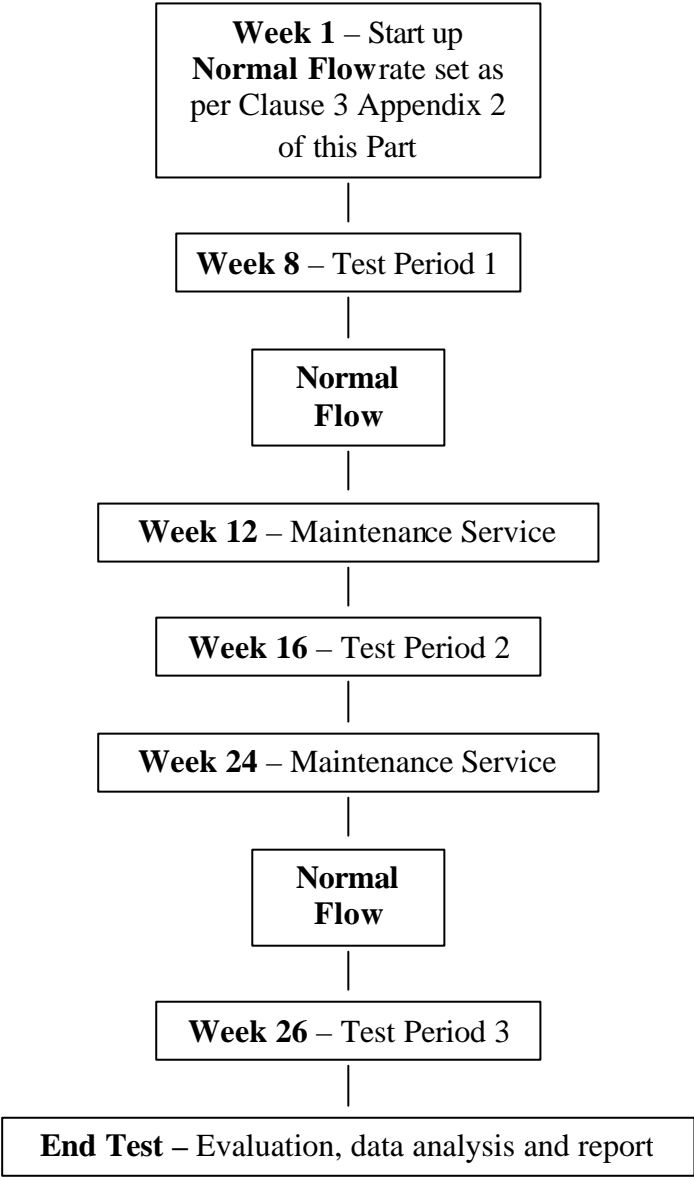 Week 1 – Start up
Normal Flow rate set as
per Clause 3 Appendix 2
of this Part
Week 8 – Test Period 1
Normal
Flow
Week 12 – Maintenance Service
Week 16 – Test Period 2
Week 24 – Maintenance Service
Normal
Flow
Week 26 – Test Period 3
End Test – Evaluation, data analysis and report